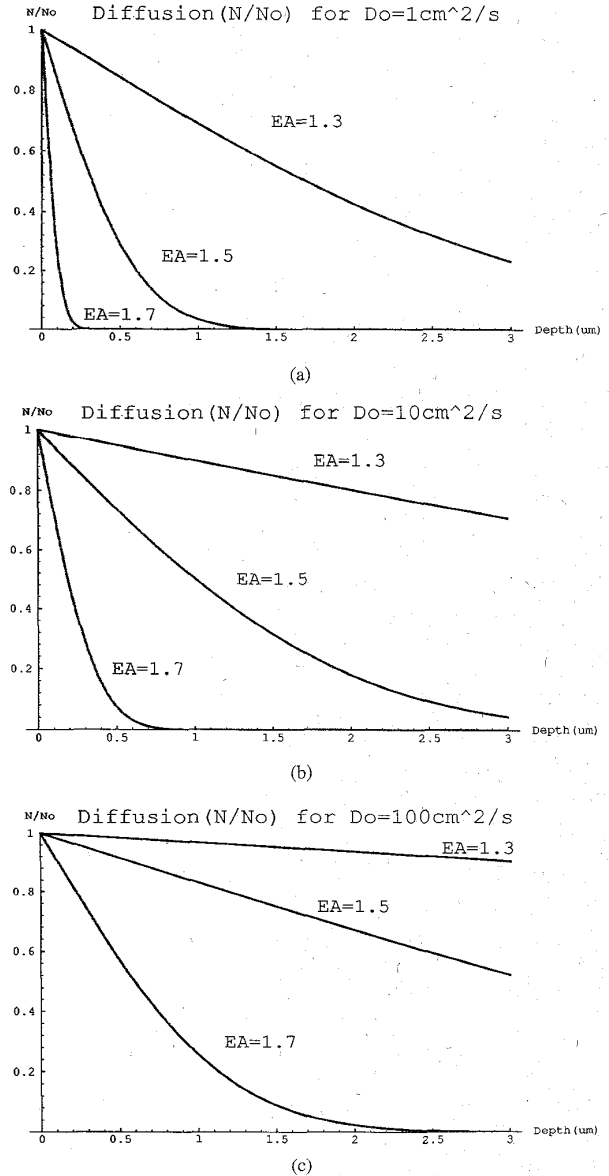 N/No Diffusion(N/No) for Do=1cm^2/s
1
0.8
0.6
0.4
0.2
EA=1.3
EA=1.5
EA=1.7
0 0.5 1 1.5 2 2.5 3 Depth(um)
(a)
N/No Diffusion(N/No) for Do=10cm^2/s
1
0.8
0.6
0.4
0.2
EA=1.3
EA=1.5
EA=1.7
0 0.5 1 1.5 2 2.5 3 Depth(um)
(b)
N/No Diffusion(N/No) for Do=100cm^2/s
1
0.8
0.6
0.4
0.2
EA=1.3
EA=1.5
EA=1.7
0 0.5 1 1.5 2 2.5 3 Depth(um)
(c)